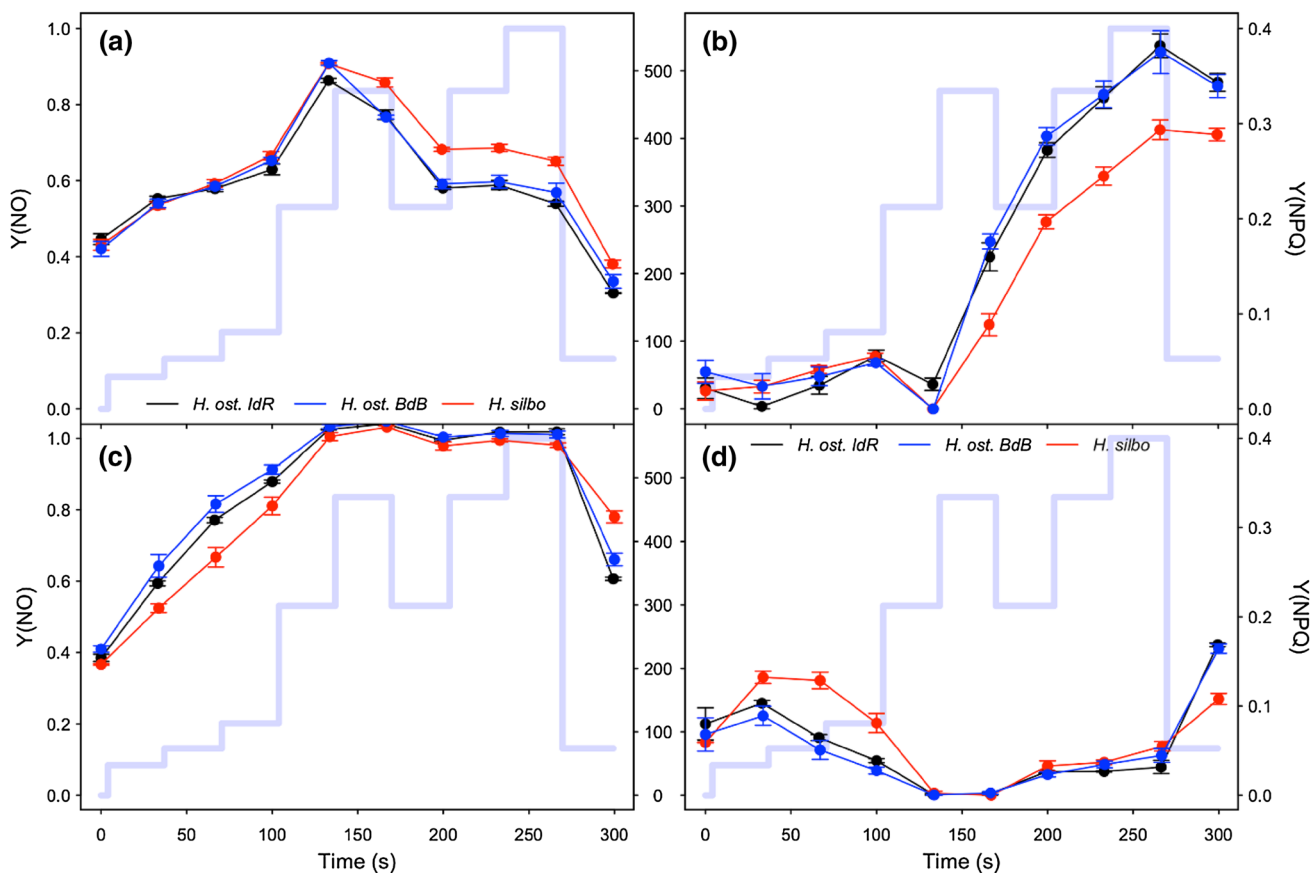 (a)
1.0
0.8
0.6
0.4
0.2
0.0
Y(NO)
H. ost. IdR H. ost. BdB H. silbo
(b)
500
400
300
200
100
0
0.4
0.3
0.2
0.1
0.0
Y(NPQ)
(c)
1.0
0.8
0.6
0.4
0.2
0.0
Y(NO)
0 50 100 150 200 250 300
Time (s)
(d)
H. ost. IdR H. ost. BdB H. silbo
500
400
300
200
100
0
0.4
0.3
0.2
0.1
0.0
Y(NPQ)
0 50 100 150 200 250 300
Time (s)